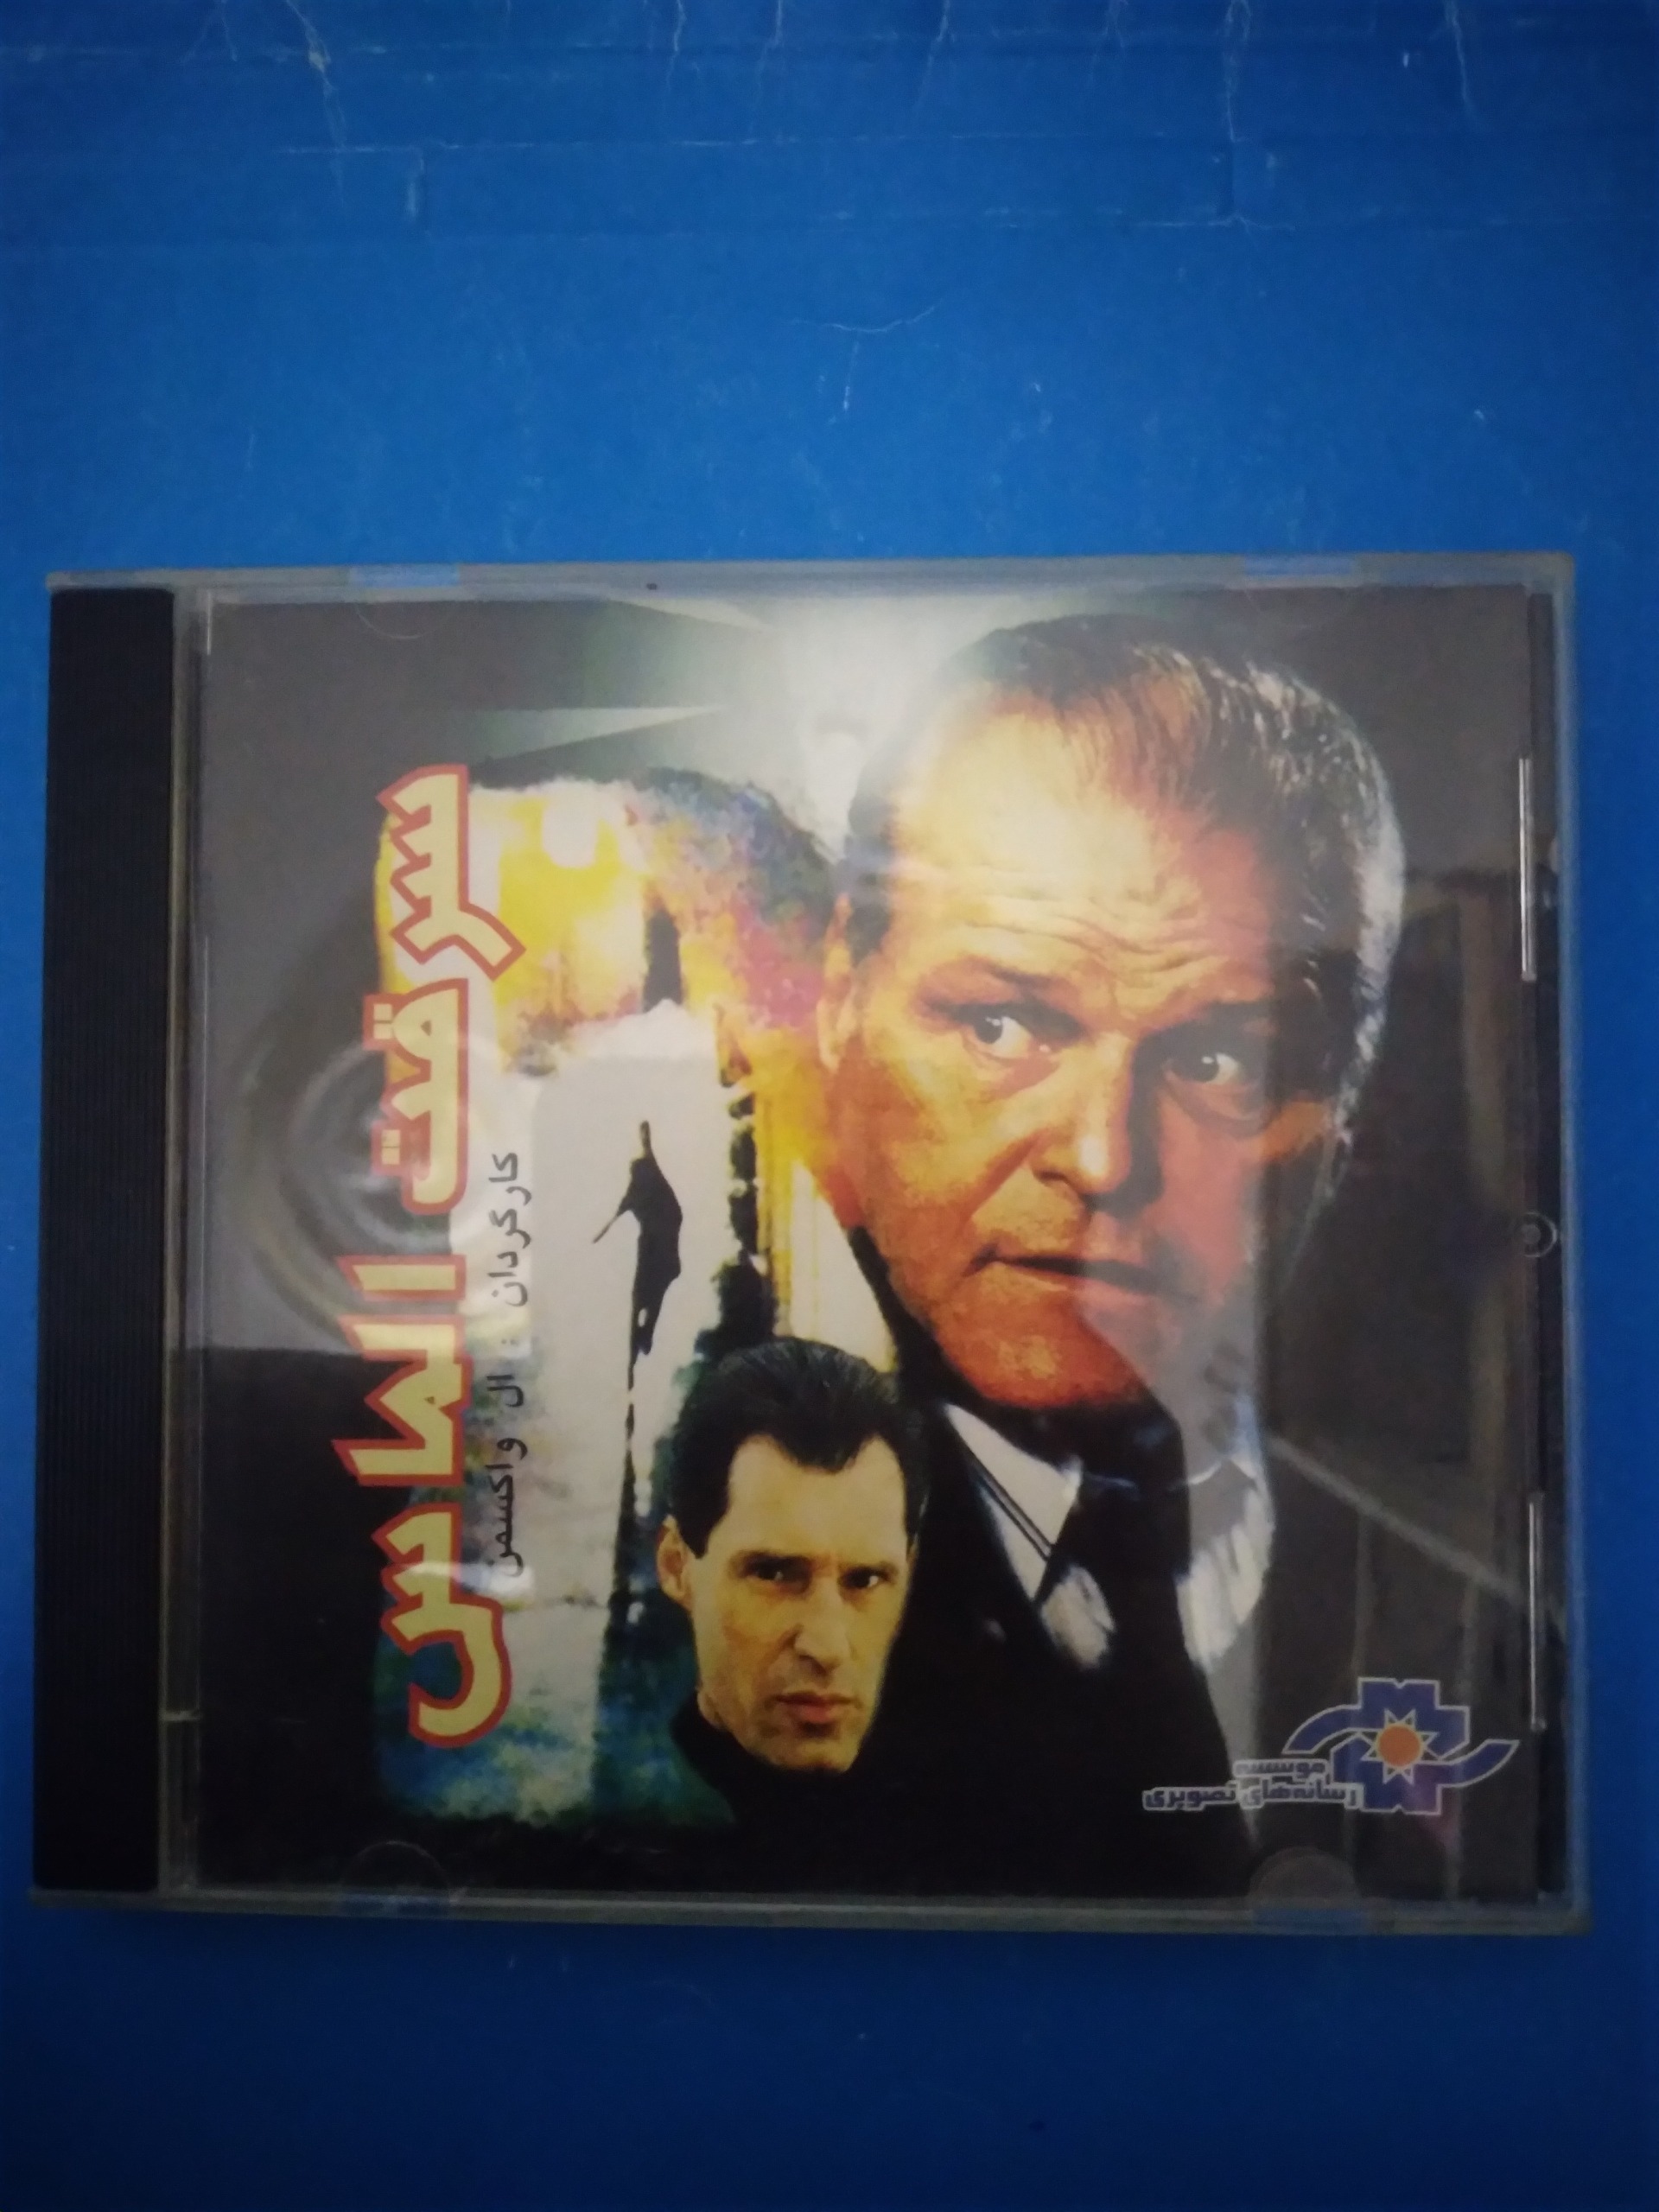 سرقت الماس
کارگردان : ال واکسمن
موسسه
رسانه‌های تصویری